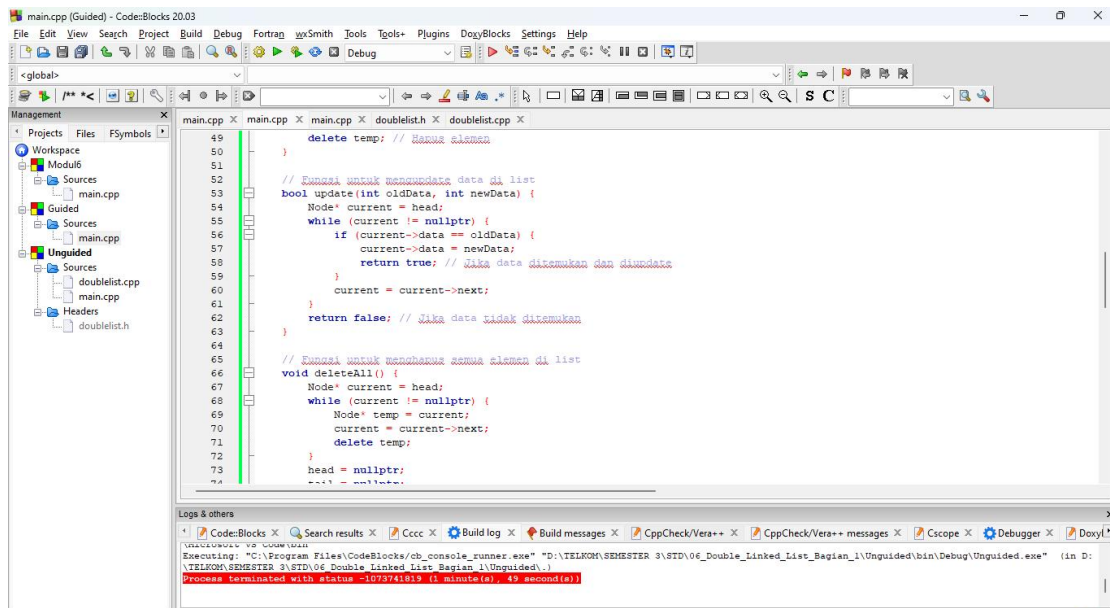 main.cpp (Guided) - Code::Blocks 20.03
File Edit View Search Project Build Debug Fortran wxSmith Tools Tools+ Plugins DoxyBlocks Settings Help
Debug
<global>
/** *<
S C
Management
main.cpp main.cpp main.cpp doublelist.h doublelist.cpp
Projects Files FSymbols
Workspace
Modul6
Sources
main.cpp
Guided
Sources
main.cpp
Unguided
Sources
doublelist.cpp
main.cpp
Headers
doublelist.h
49 delete temp; // Hapus elemen
50 }
51
52 // Fungsi untuk mengupdate data di list
53 bool update(int oldData, int newData) {
54 Node* current = head;
55 while (current != nullptr) {
56 if (current->data == oldData) {
57 current->data = newData;
58 return true; // Jika data ditemukan dan diupdate
59 }
60 current = current->next;
61 }
62 return false; // Jika data tidak ditemukan
63 }
64
65 // Fungsi untuk menghapus semua elemen di list
66 void deleteAll() {
67 Node* current = head;
68 while (current != nullptr) {
69 Node* temp = current;
70 current = current->next;
71 delete temp;
72 }
73 head = nullptr;
74 tail = nullptr;
Logs & others
Code::Blocks Search results Cccc Build log Build messages CppCheck/Vera++ CppCheck/Vera++ messages Cscope Debugger Doxyl
\Microsoft VS Code\bin
Executing: "C:\Program Files\CodeBlocks/cb_console_runner.exe" "D:\TELKOM\SEMESTER 3\STD\06_Double_Linked_List_Bagian_1\Unguided\bin\Debug\Unguided.exe" (in D:
\TELKOM\SEMESTER 3\STD\06_Double_Linked_List_Bagian_1\Unguided\.)
Process terminated with status -1073741819 (1 minute(s), 49 second(s))